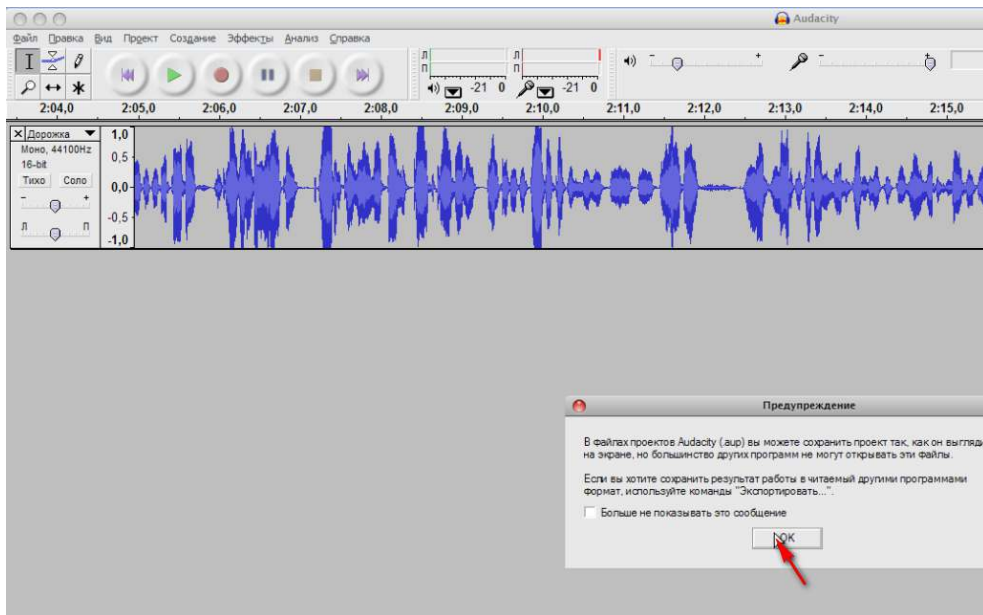 Audacity
Файл Правка Вид Проект Создание Эффекты Анализ Справка
Л
П
-21 0
Л
П
-21 0
- +
- +
2:04,0 2:05,0 2:06,0 2:07,0 2:08,0 2:09,0 2:10,0 2:11,0 2:12,0 2:13,0 2:14,0 2:15,0
Дорожка
Моно, 44100Hz
16-bit
Тихо Соло
- +
Л П
1,0
0,5
0,0
-0,5
-1,0
Предупреждение
В файлах проектов Audacity (.aup) вы можете сохранить проект так, как он выгляд
на экране, но большинство других программ не могут открывать эти файлы.
Если вы хотите сохранить результат работы в читаемый другими программами
формат, используйте команды "Экспортировать...".
Больше не показывать это сообщение
OK